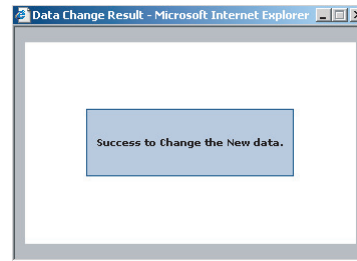 Data Change Result - Microsoft Internet Explorer
Success to Change the New data.